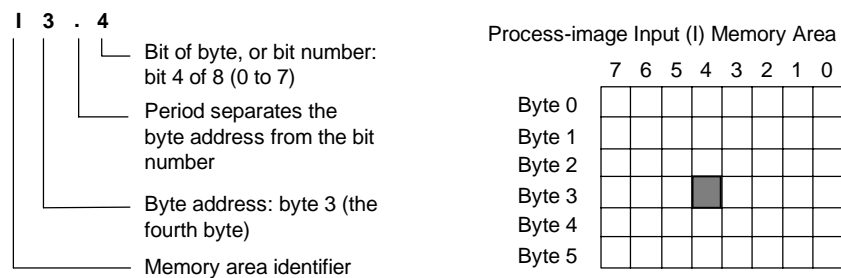 I 3 . 4
Bit of byte, or bit number:
bit 4 of 8 (0 to 7)
Period separates the
byte address from the bit
number
Byte address: byte 3 (the
fourth byte)
Memory area identifier
Process-image Input (I) Memory Area
7 6 5 4 3 2 1 0
Byte 0
Byte 1
Byte 2
Byte 3
Byte 4
Byte 5